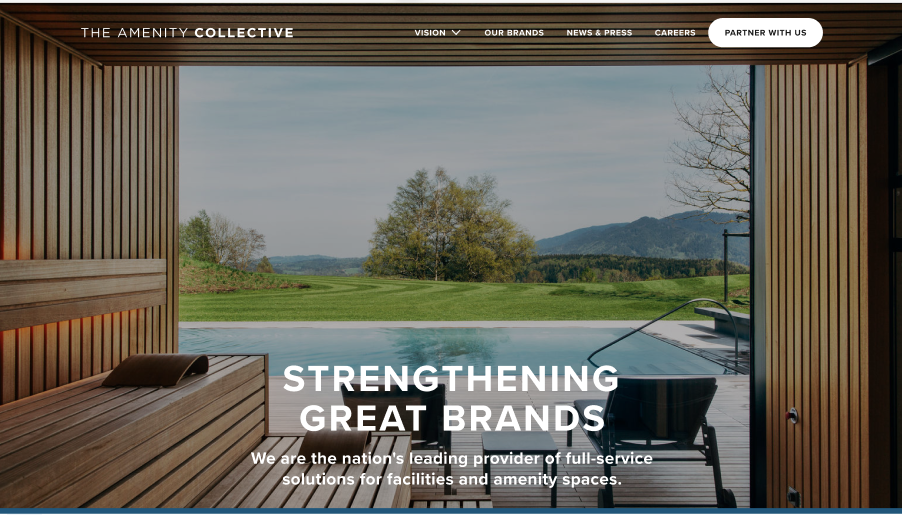 THE AMENITY COLLECTIVE
VISION
OUR BRANDS
NEWS & PRESS
CAREERS
PARTNER WITH US
STRENGTHENING
GREAT BRANDS
We are the nation's leading provider of full-service
solutions for facilities and amenity spaces.